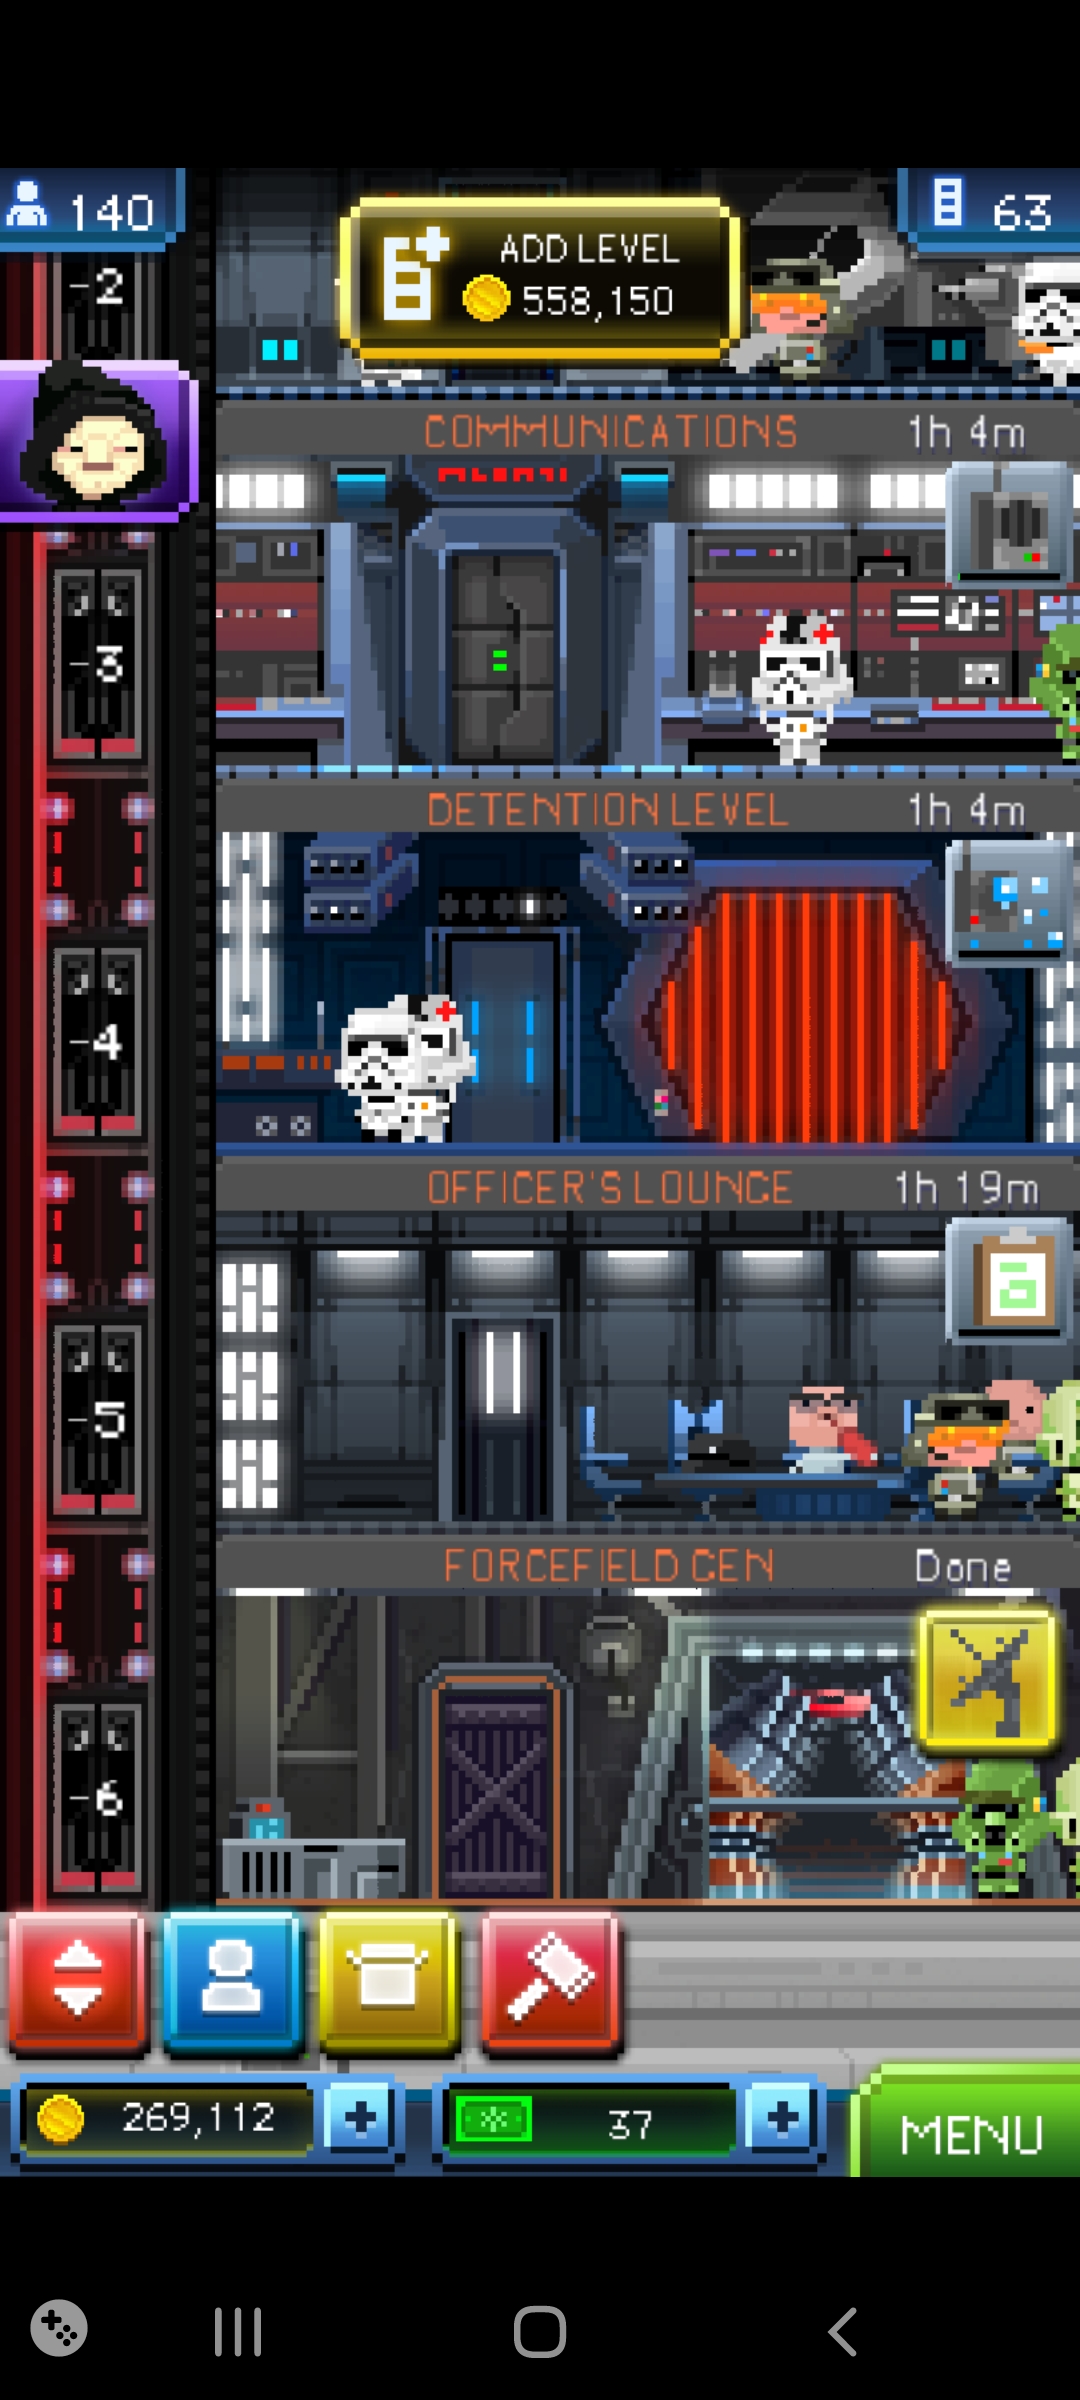 140
ADD LEVEL
558,150
63
-2
COMMUNICATIONS 1h 4m
-3
DETENTION LEVEL 1h 4m
-4
OFFICER'S LOUNGE 1h 19m
a
-5
FORCEFIELD GEN Done
-6
269,112
37
MENU